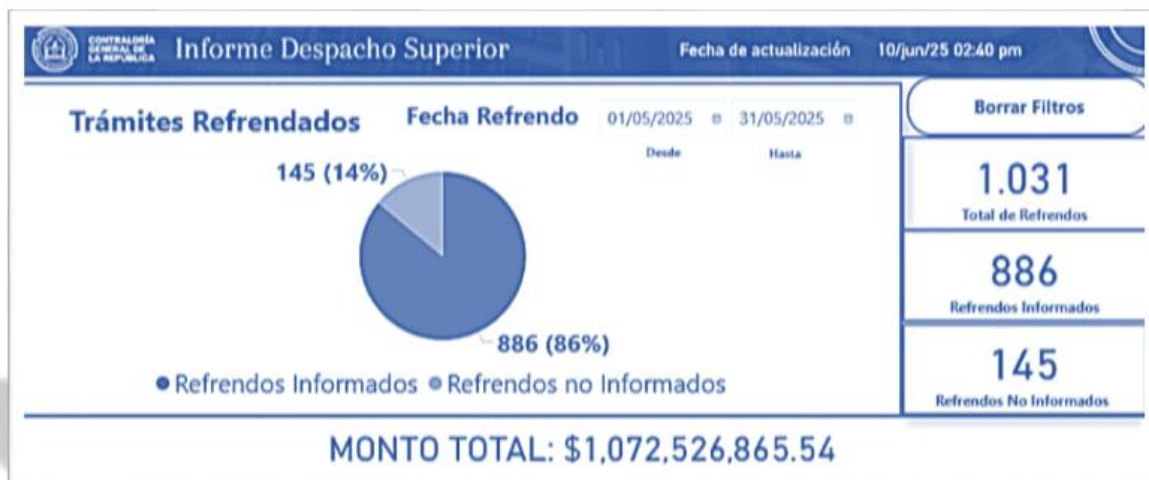 CONTRALORÍA
GENERAL DE
LA REPÚBLICA
Informe Despacho Superior
Fecha de actualización 10/jun/25 02:40 pm
Trámites Refrendados
Fecha Refrendo
01/05/2025 31/05/2025
Desde Hasta
Borrar Filtros
145 (14%)
886 (86%)
Refrendos Informados Refrendos no Informados
1.031
Total de Refrendos
886
Refrendos Informados
145
Refrendos No Informados
MONTO TOTAL: $1,072,526,865.54